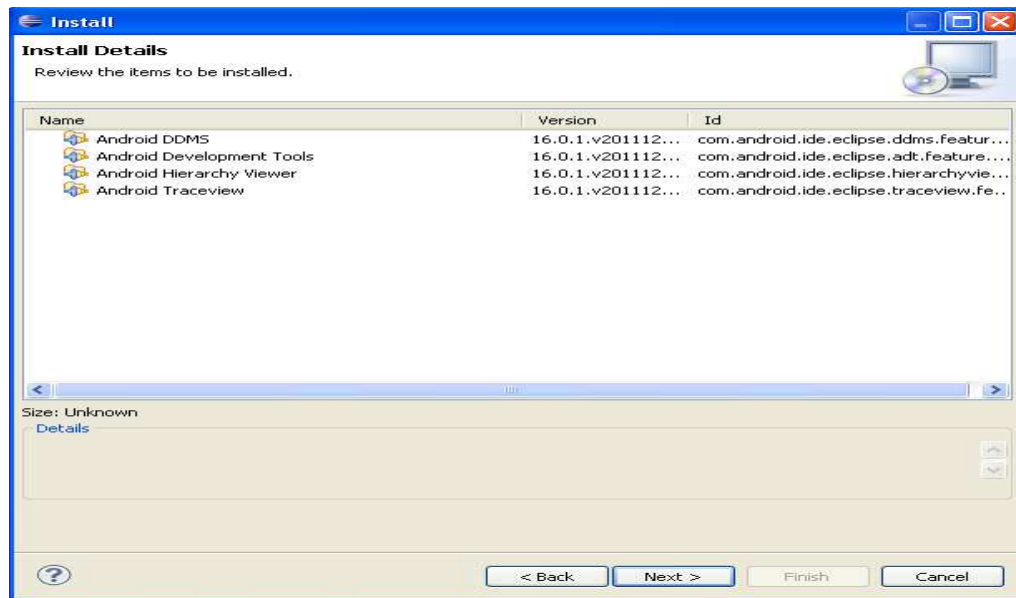 Install
Install Details
Review the items to be installed.
Name Version Id
Android DDMS 16.0.1.v201112... com.android.ide.eclipse.ddms.featur...
Android Development Tools 16.0.1.v201112... com.android.ide.eclipse.adt.feature....
Android Hierarchy Viewer 16.0.1.v201112... com.android.ide.eclipse.hierarchyvie...
Android Traceview 16.0.1.v201112... com.android.ide.eclipse.traceview.fe..
Size: Unknown
Details
? < Back Next > Finish Cancel